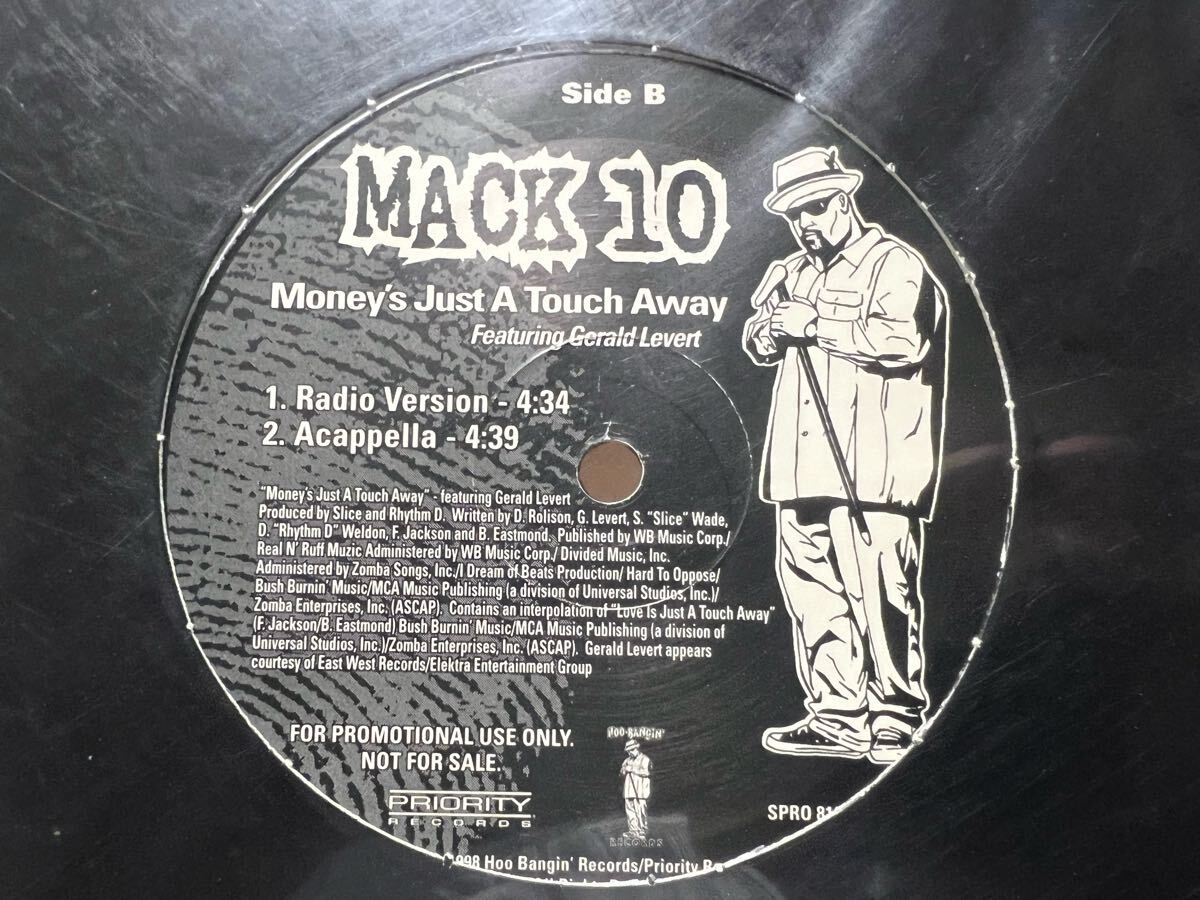 Side B
MACK 10
Money's Just A Touch Away
Featuring Gerald Levert
1. Radio Version - 4:34
2. Acappella - 4:39
"Money's Just A Touch Away" - featuring Gerald Levert
Produced by Slice and Rhythm D. Written by D. Rolison, G. Levert, S. "Slice" Wade,
D. "Rhythm D" Weldon, F. Jackson and B. Eastmond. Published by WB Music Corp./
Real N' Ruff Muzic Administered by WB Music Corp./ Divided Music, Inc.
Administered by Zomba Songs, Inc./I Dream of Beats Production/ Hard To Oppose/
Bush Burnin' Music/MCA Music Publishing (a division of Universal Studios, Inc.)/
Zomba Enterprises, Inc. (ASCAP). Contains an interpolation of "Love Is Just A Touch Away"
(F. Jackson/B. Eastmond) Bush Burnin' Music/MCA Music Publishing (a division of
Universal Studios, Inc.)/Zomba Enterprises, Inc. (ASCAP). Gerald Levert appears
courtesy of East West Records/Elektra Entertainment Group
FOR PROMOTIONAL USE ONLY.
NOT FOR SALE.
HOO-BANGIN'
RECORDS
PRIORITY
RECORDS
SPRO
1998 Hoo Bangin' Records/Priority